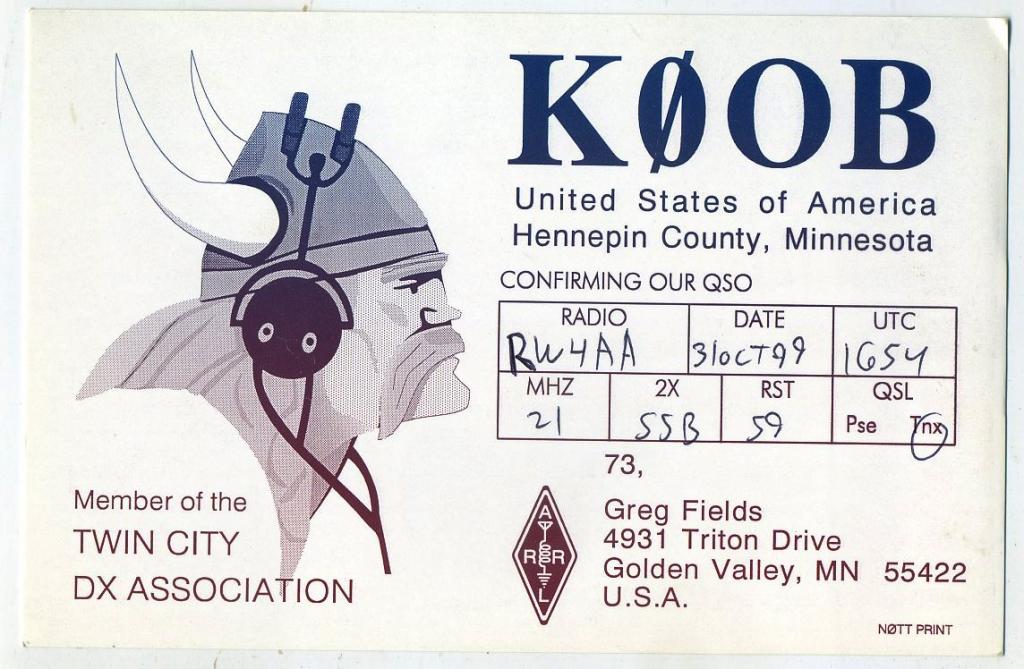 KØOB
United States of America
Hennepin County, Minnesota
CONFIRMING OUR QSO
RADIO DATE UTC
RW4AA 31OCT99 1654
MHZ 2X RST QSL
21 SSB 59 Pse Tnx
73,
Member of the
TWIN CITY
DX ASSOCIATION
A
R R
L
Greg Fields
4931 Triton Drive
Golden Valley, MN 55422
U.S.A.
NØTT PRINT